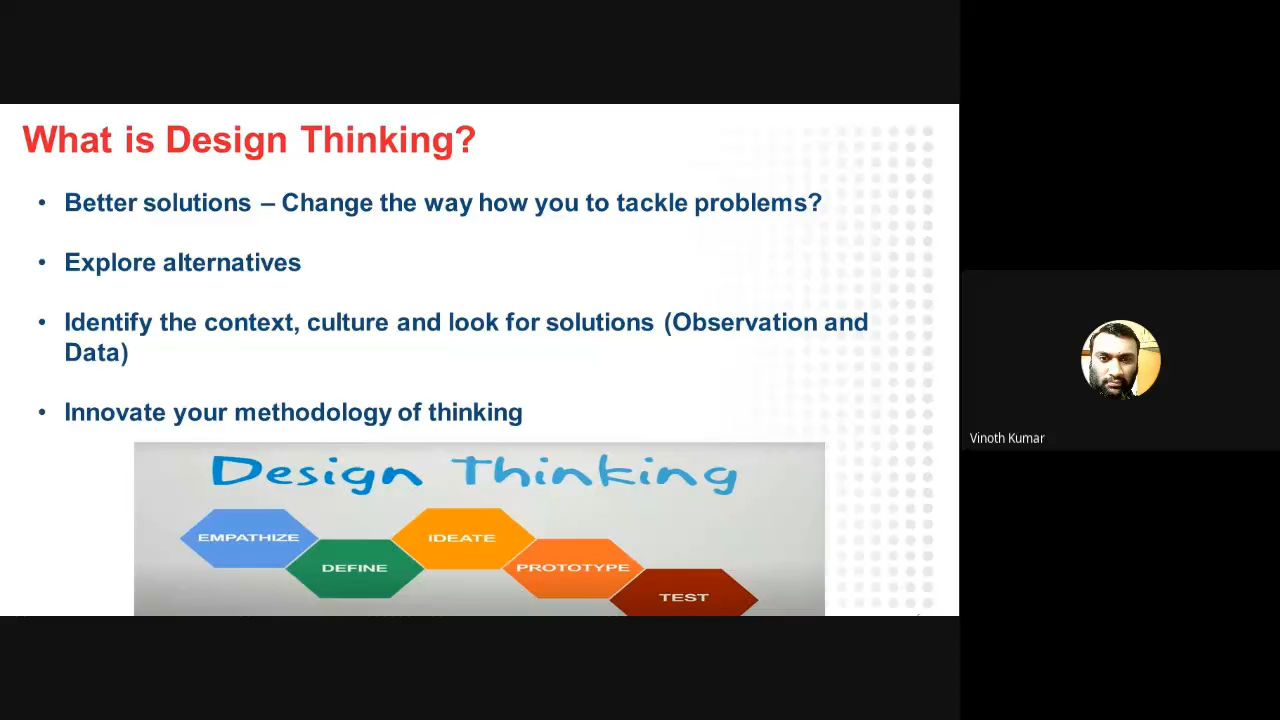 What is Design Thinking?
• Better solutions – Change the way how you to tackle problems?
• Explore alternatives
• Identify the context, culture and look for solutions (Observation and
Data)
• Innovate your methodology of thinking
Design Thinking
EMPATHIZE
DEFINE
IDEATE
PROTOTYPE
TEST
Vinoth Kumar